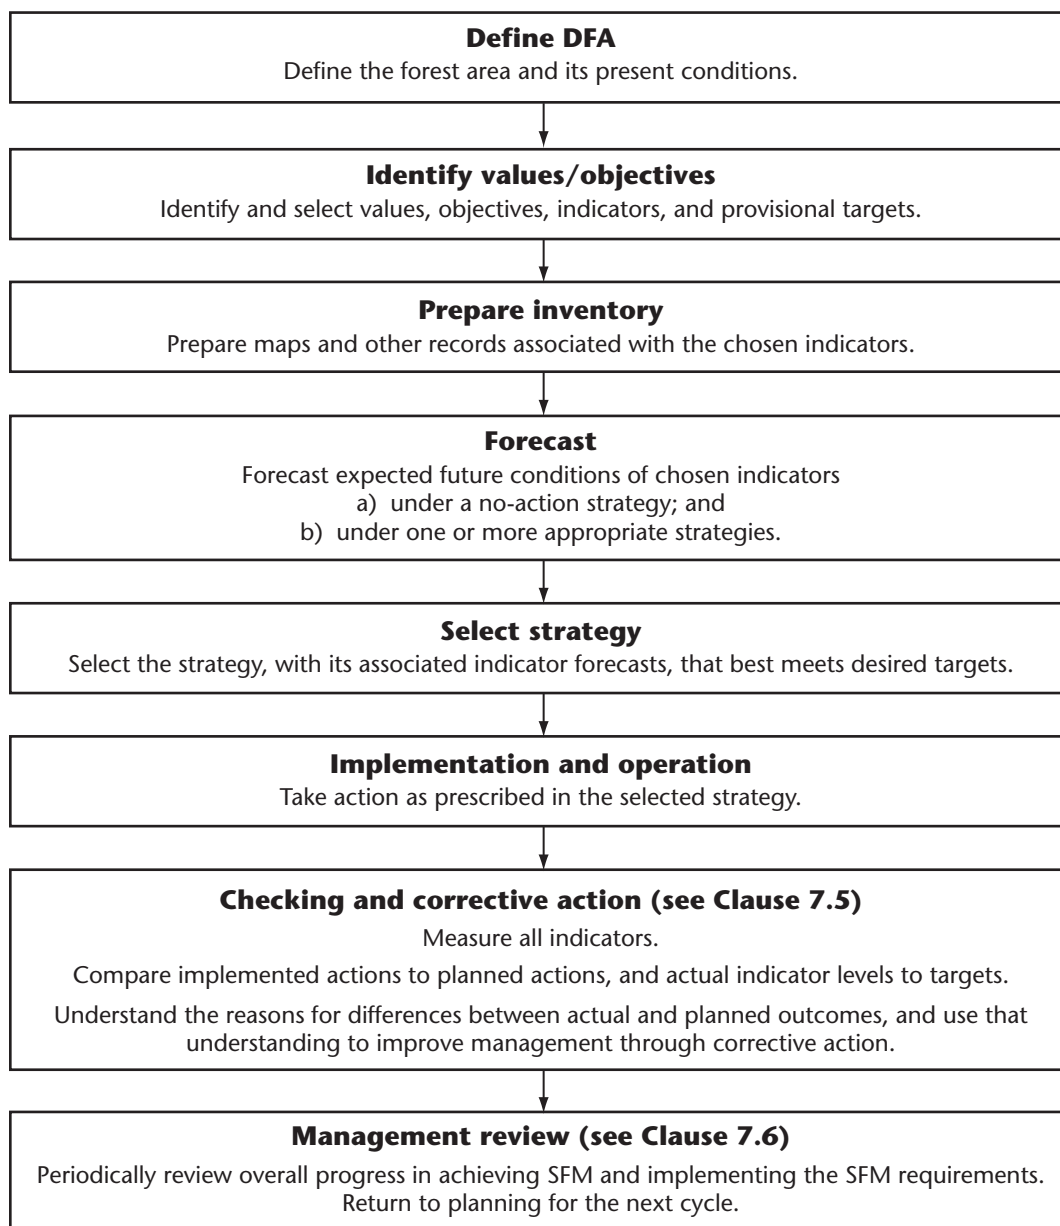 Define DFA
Define the forest area and its present conditions.
Identify values/objectives
Identify and select values, objectives, indicators, and provisional targets.
Prepare inventory
Prepare maps and other records associated with the chosen indicators.
Forecast
Forecast expected future conditions of chosen indicators
a) under a no-action strategy; and
b) under one or more appropriate strategies.
Select strategy
Select the strategy, with its associated indicator forecasts, that best meets desired targets.
Implementation and operation
Take action as prescribed in the selected strategy.
Checking and corrective action (see Clause 7.5)
Measure all indicators.
Compare implemented actions to planned actions, and actual indicator levels to targets.
Understand the reasons for differences between actual and planned outcomes, and use that
understanding to improve management through corrective action.
Management review (see Clause 7.6)
Periodically review overall progress in achieving SFM and implementing the SFM requirements.
Return to planning for the next cycle.